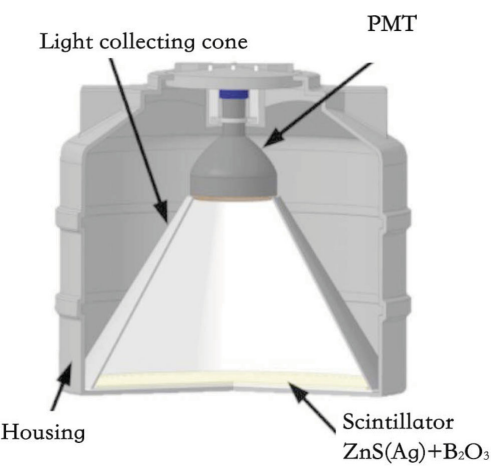 PMT
Light collecting cone
Housing
Scintillator
ZnS(Ag)+B₂O₃